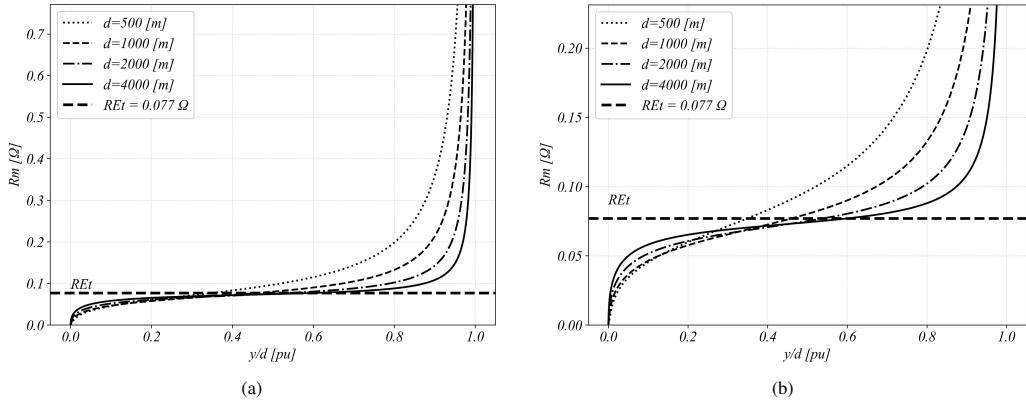 d=500 [m]
d=1000 [m]
d=2000 [m]
d=4000 [m]
REt = 0.077 Ω
0.7
0.6
0.5
0.4
0.3
0.2
0.1
0.0
Rm [Ω]
REt
0.0 0.2 0.4 0.6 0.8 1.0
y/d [pu]
(a)
d=500 [m]
d=1000 [m]
d=2000 [m]
d=4000 [m]
REt = 0.077 Ω
0.20
0.15
0.10
0.05
0.00
Rm [Ω]
REt
0.0 0.2 0.4 0.6 0.8 1.0
y/d [pu]
(b)